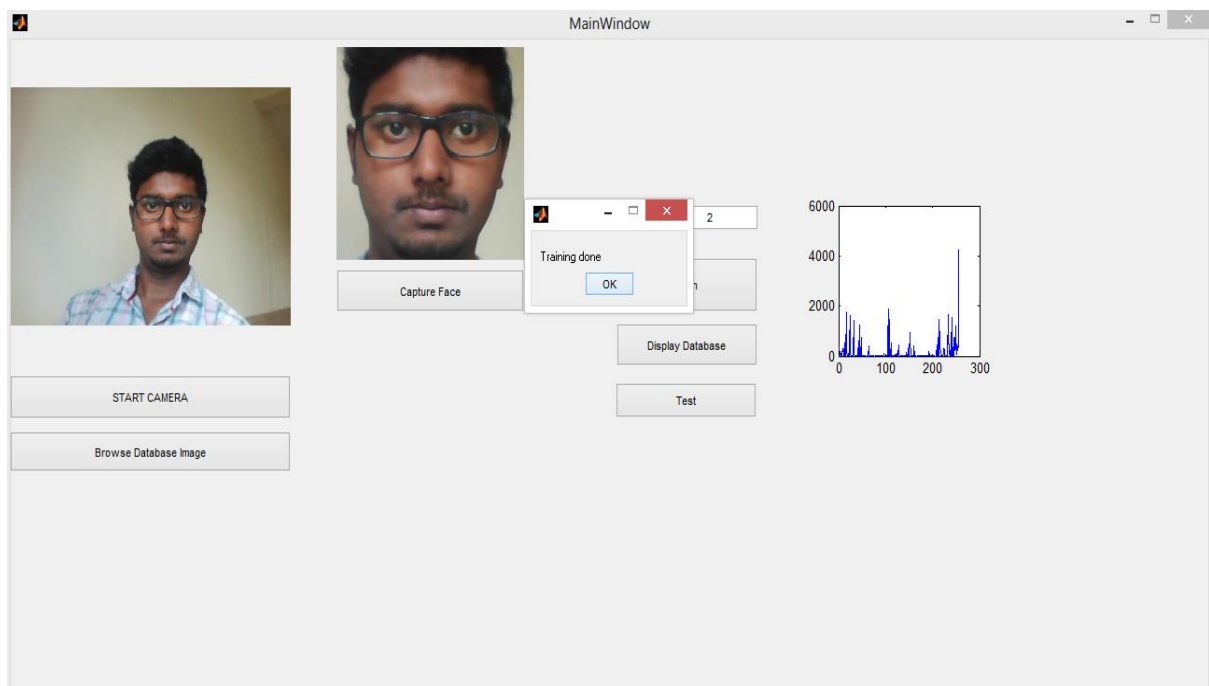 MainWindow
Training done
OK
2
Capture Face
Display Database
Test
START CAMERA
Browse Database Image
6000
4000
2000
0
0 100 200 300